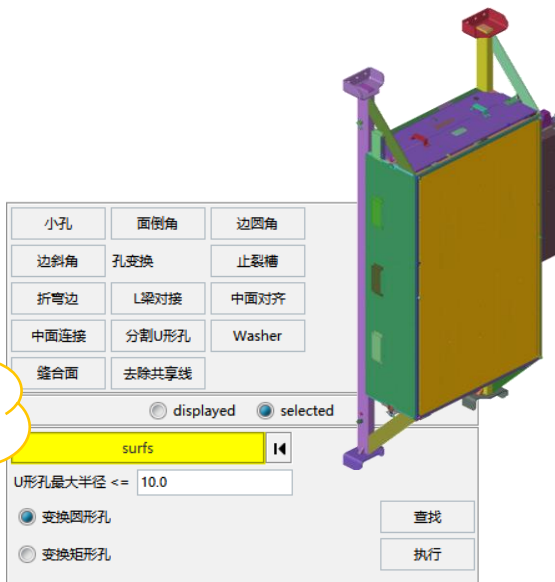 小孔 面倒角 边圆角
边斜角 孔变换 止裂槽
折弯边 L梁对接 中面对齐
中面连接 分割U形孔 Washer
缝合面 去除共享线
displayed selected
surfs
U形孔最大半径 <= 10.0
变换圆形孔 查找
变换矩形孔 执行